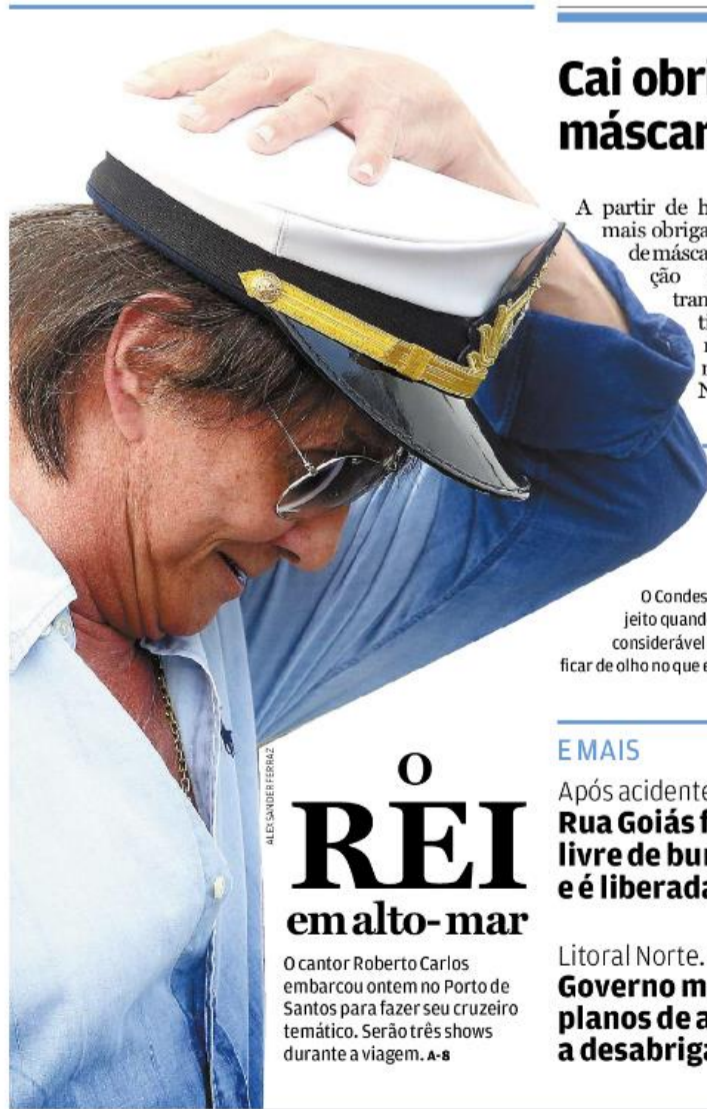 ALEXSANDER FERRAZ
O
REI
em alto-mar
O cantor Roberto Carlos
embarcou ontem no Porto de
Santos para fazer seu cruzeiro
temático. Serão três shows
durante a viagem. A-8
Cai obri
máscar
A partir de h
mais obriga
de másca
ção
tran
ti
r
n
N
O Condes
jeito quand
considerável
ficar de olho no que e
E MAIS
Após acidente
Rua Goiás f
livre de bur
e é liberada
Litoral Norte.
Governo m
planos de a
a desabriga